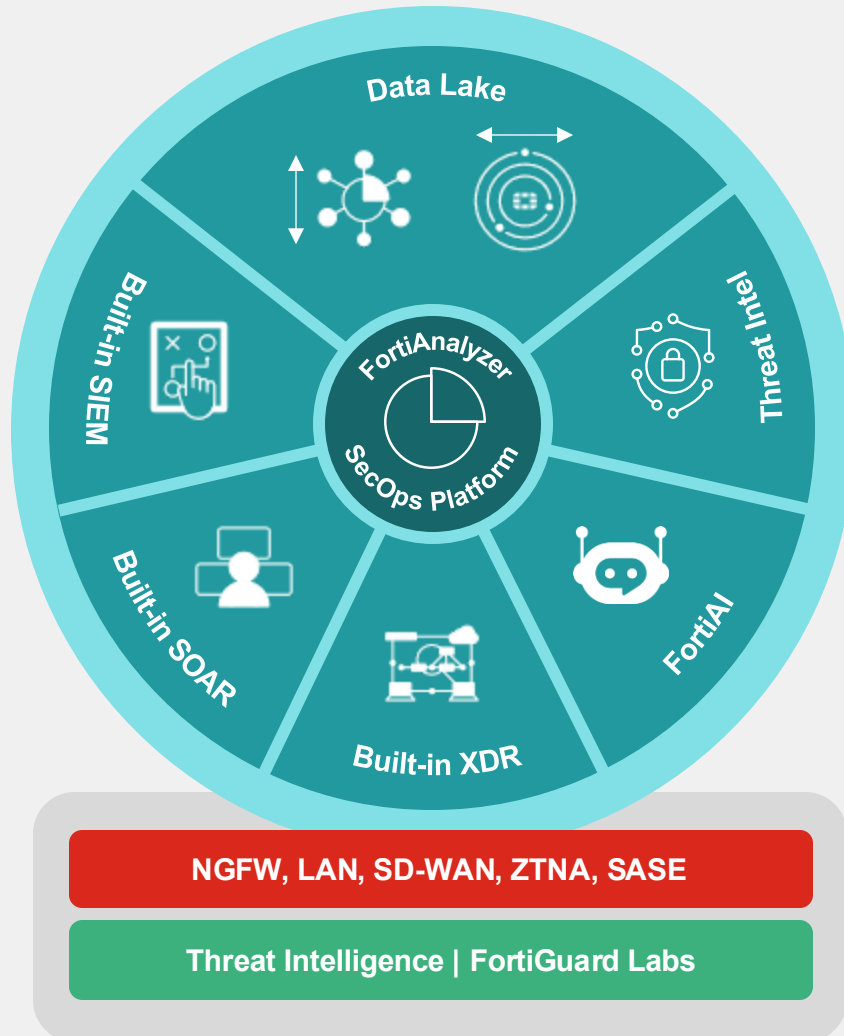 Data Lake
Threat Intel
FortiAI
Built-in XDR
Built-in SOAR
Built-in SIEM
FortiAnalyzer
SecOps Platform
NGFW, LAN, SD-WAN, ZTNA, SASE
Threat Intelligence | FortiGuard Labs